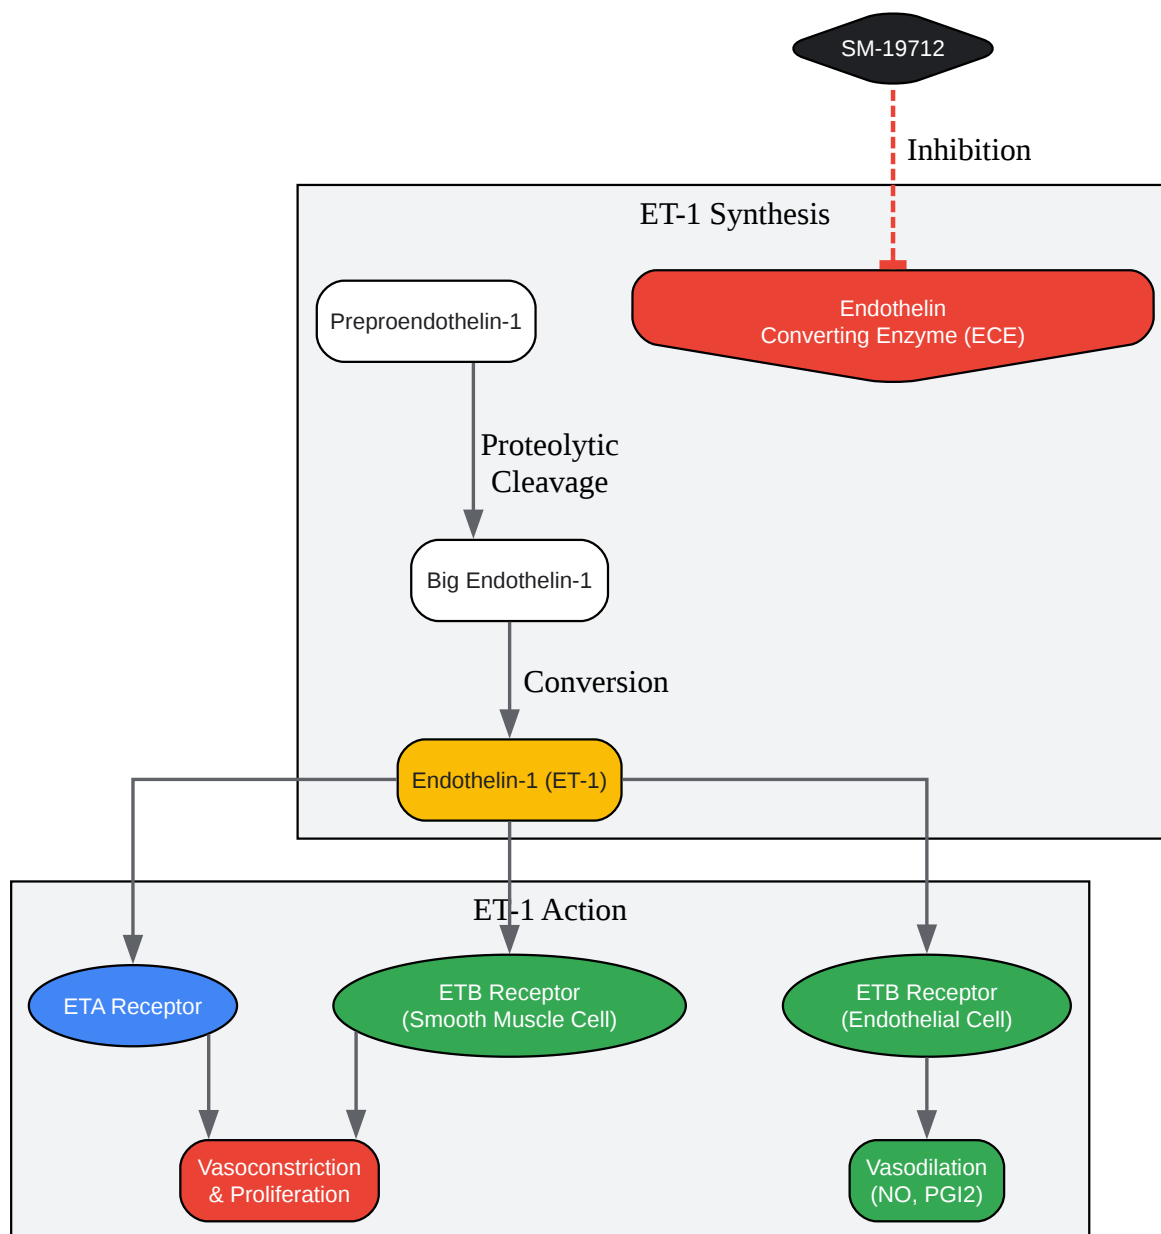 SM-19712
Inhibition
ET-1 Synthesis
Endothelin
Converting Enzyme (ECE)
Preproendothelin-1
Proteolytic
Cleavage
Big Endothelin-1
Conversion
Endothelin-1 (ET-1)
ET-1 Action
ETA Receptor
ETB Receptor
(Smooth Muscle Cell)
ETB Receptor
(Endothelial Cell)
Vasoconstriction
& Proliferation
Vasodilation
(NO, PGI2)